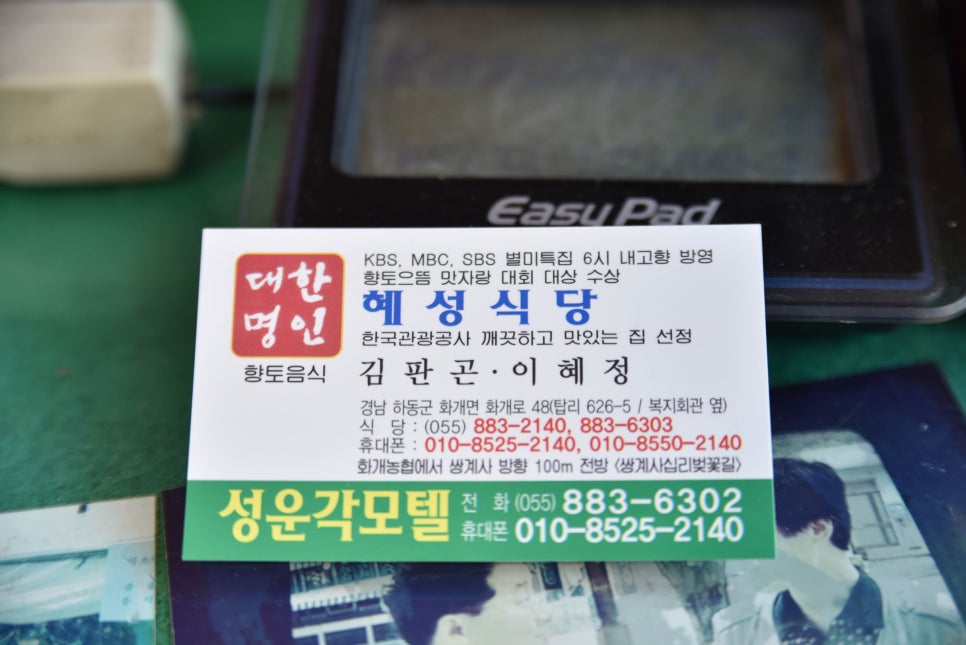 Easy Pad
대한
명인
향토음식
KBS, MBC, SBS 별미특집 6시 내고향 방영
향토으뜸 맛자랑 대회 대상 수상
혜성식당
한국관광공사 깨끗하고 맛있는 집 선정
김판곤·이혜정
경남 하동군 화개면 화개로 48(탑리 626-5 / 복지회관 옆)
식 당 : (055) 883-2140, 883-6303
휴대폰 : 010-8525-2140, 010-8550-2140
화개농협에서 쌍계사 방향 100m 전방 〈쌍계사십리벚꽃길〉
성운각모텔
전 화 (055) 883-6302
휴대폰 010-8525-2140